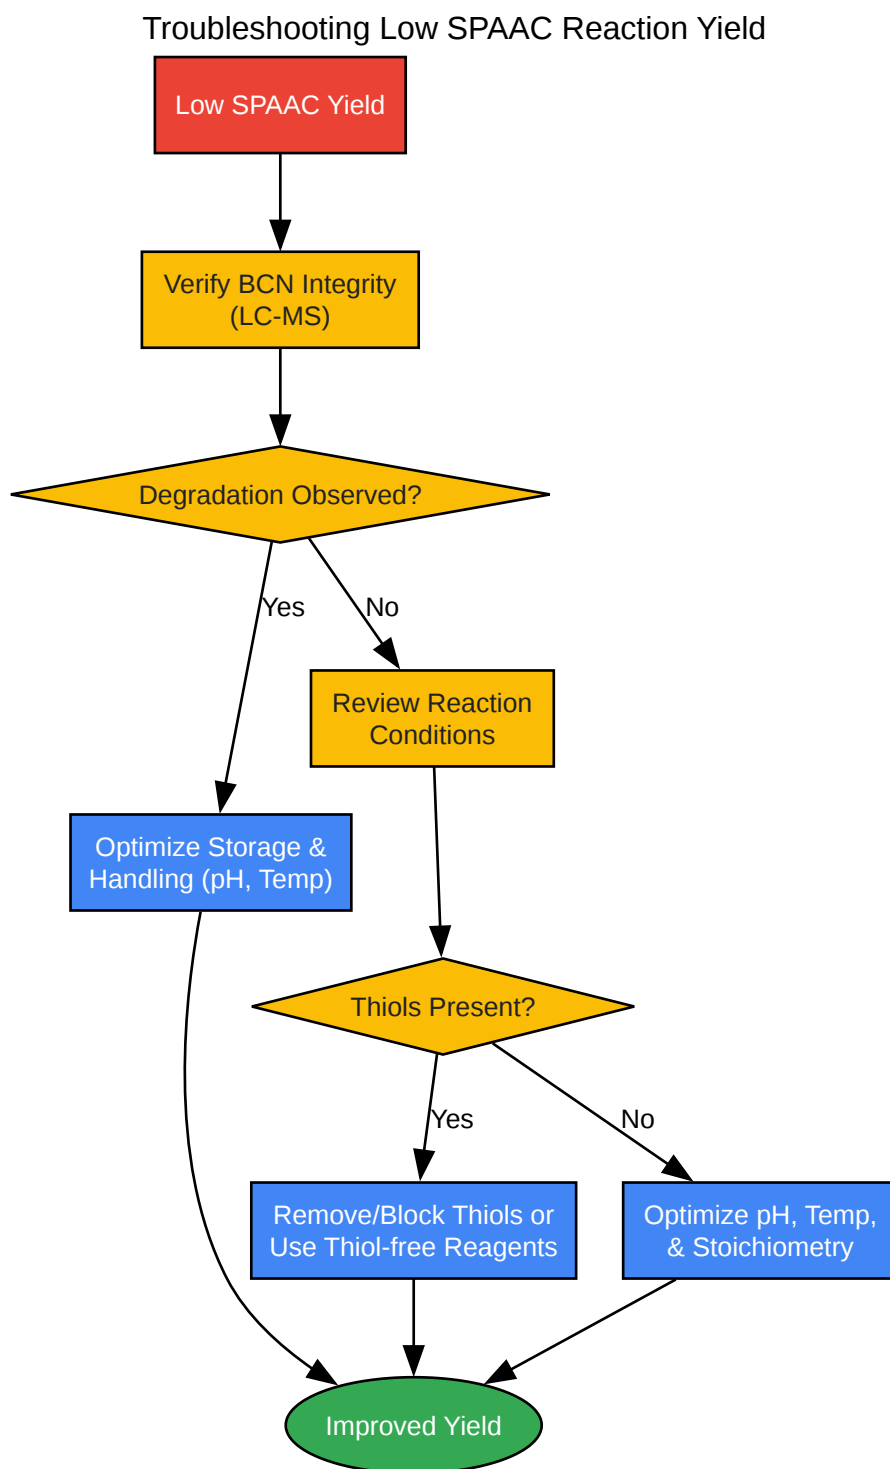 Troubleshooting Low SPAAC Reaction Yield
Low SPAAC Yield
Verify BCN Integrity
(LC-MS)
Degradation Observed?
Yes
No
Review Reaction
Conditions
Optimize Storage &
Handling (pH, Temp)
Thiols Present?
Yes
No
Remove/Block Thiols or
Use Thiol-free Reagents
Optimize pH, Temp,
& Stoichiometry
Improved Yield